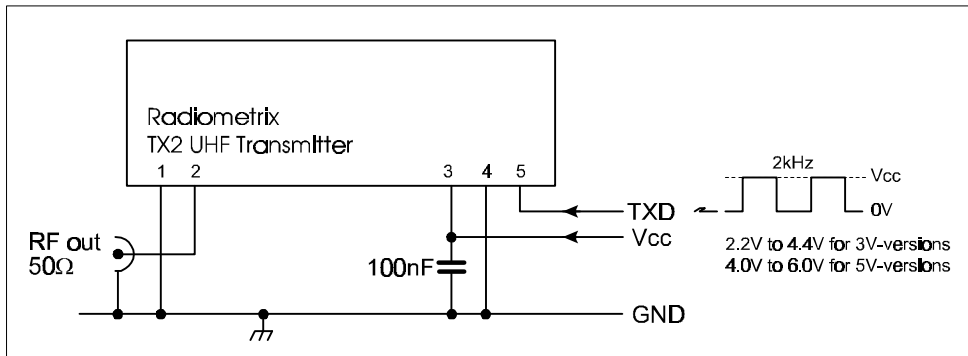 Radiometrix
TX2 UHF Transmitter
1 2 3 4 5
2kHz
Vcc
0V
TXD
Vcc
2.2V to 4.4V for 3V-versions
4.0V to 6.0V for 5V-versions
RF out
50Ω
100nF
GND